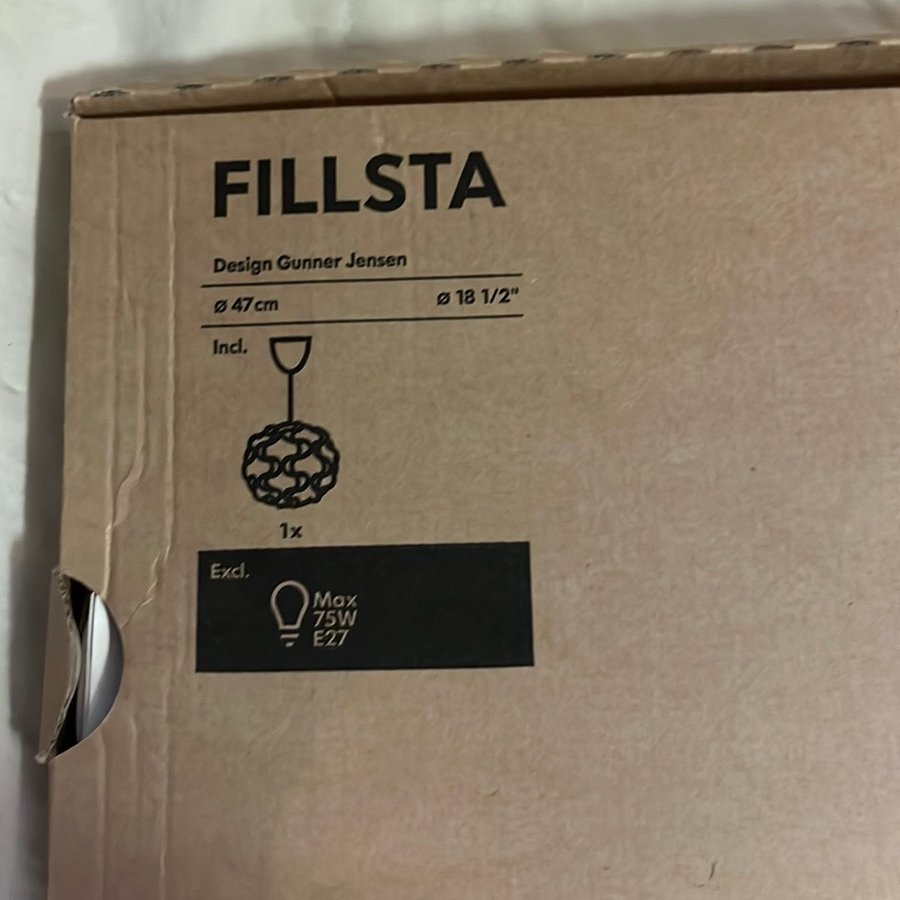 FILLSTA
Design Gunner Jensen
ø 47cm ø 18 1/2"
Incl.
1x
Excl.
Max
75W
E27